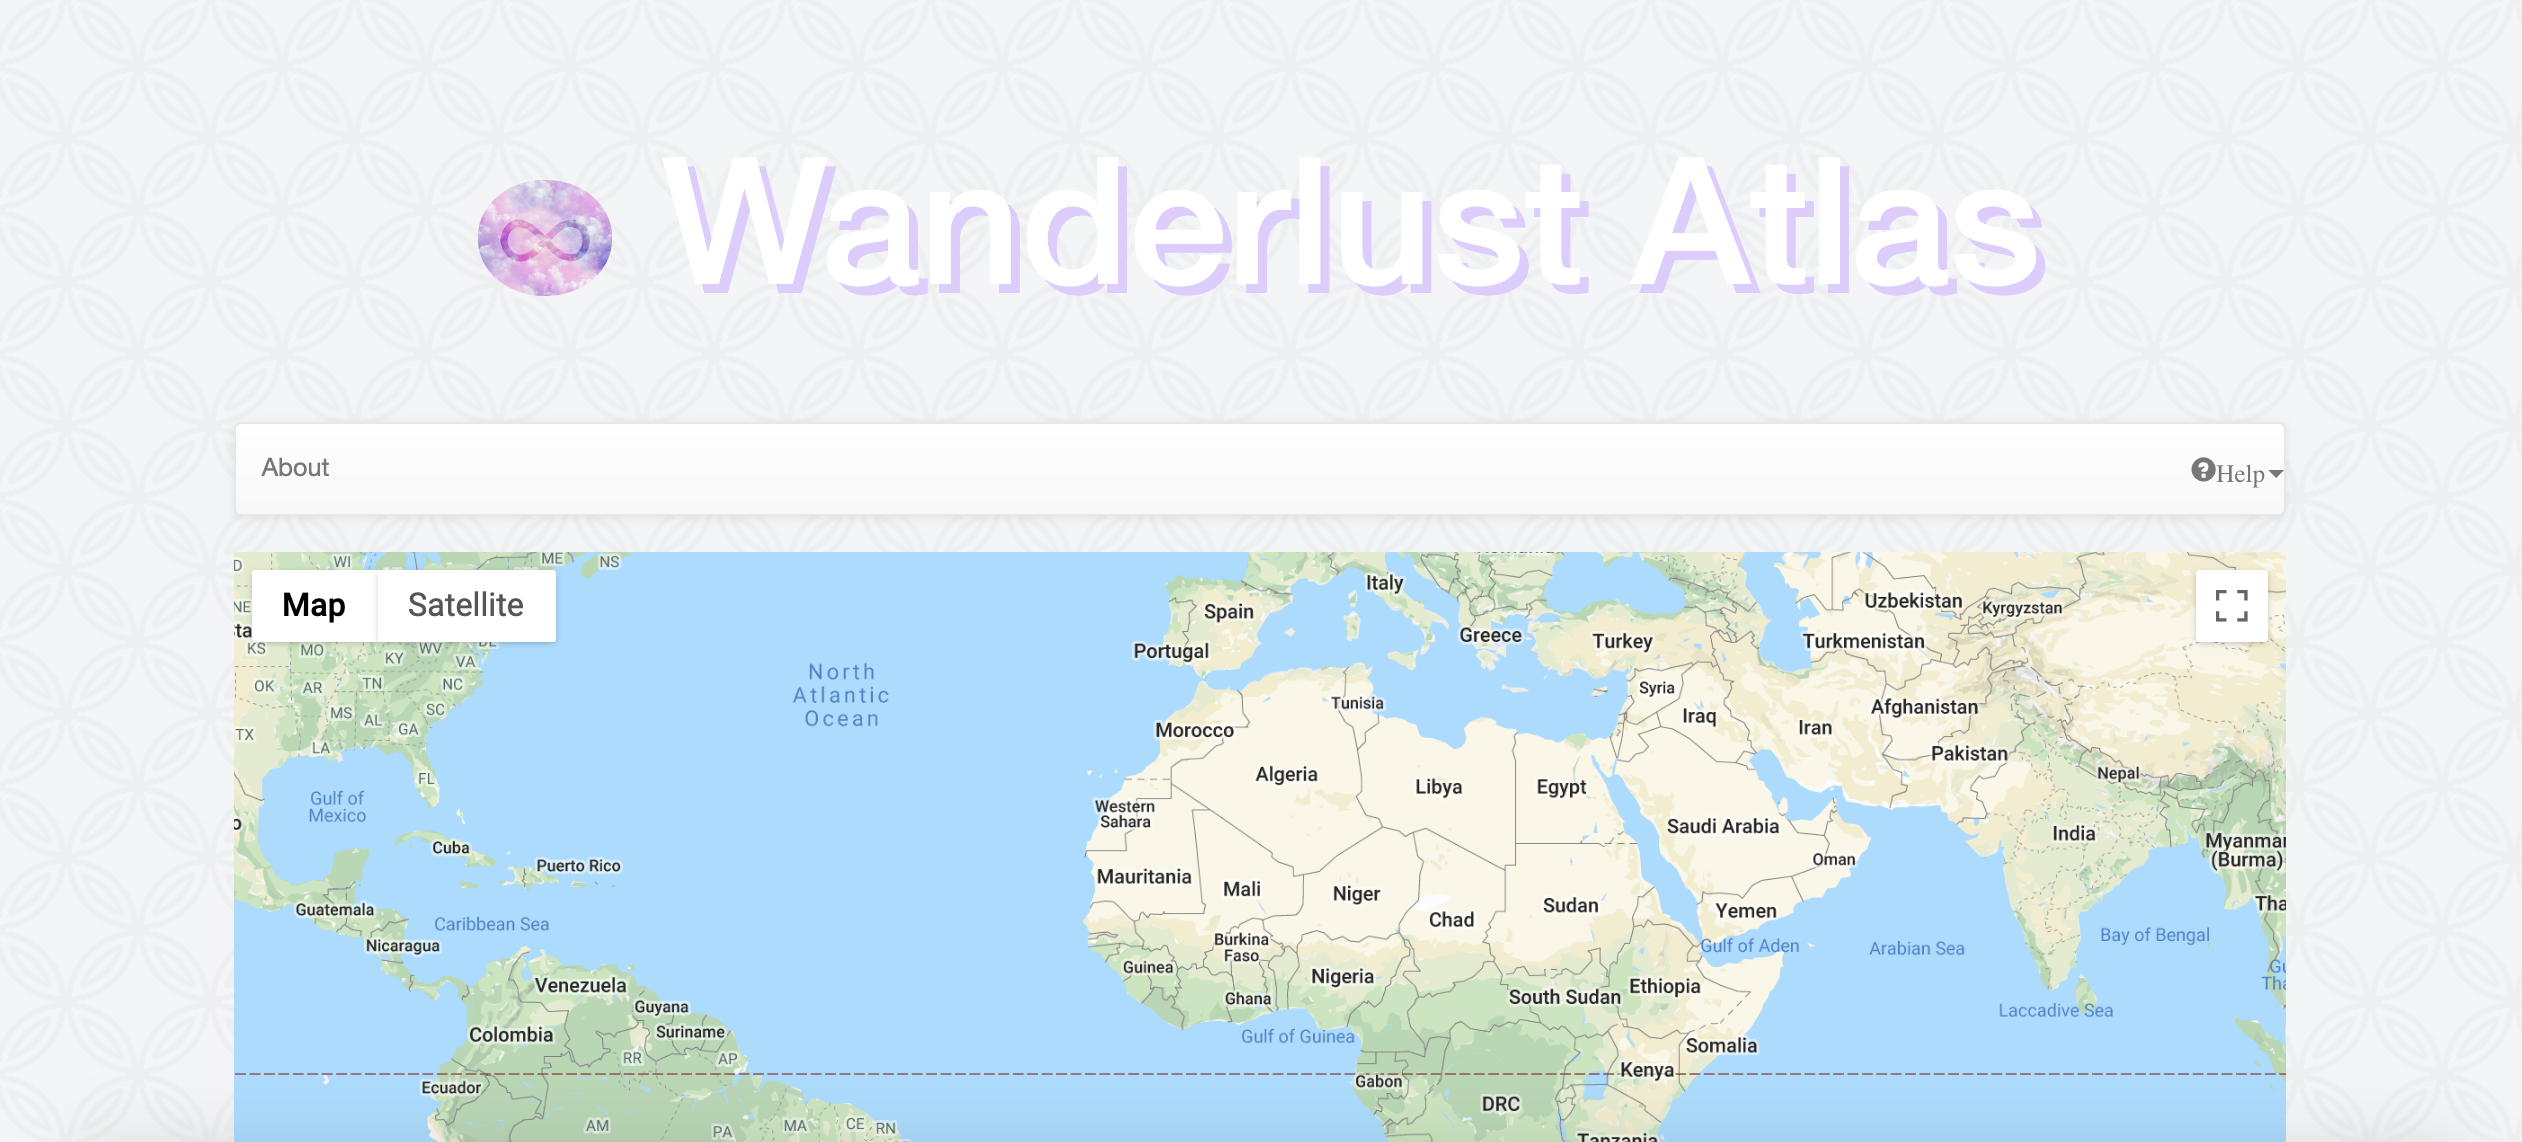 Wanderlust Atlas
About
Help
Map
Satellite
WI
ME
NS
Italy
Spain
Uzbekistan
Kyrgyzstan
NE
Greece
Turkey
Turkmenistan
Portugal
KS
MO
KY
WV
VA
North
Atlantic
Ocean
OK
AR
TN
NC
Syria
Tunisia
Afghanistan
MS
AL
SC
GA
Iraq
Iran
Morocco
TX
LA
Pakistan
FL
Algeria
Libya
Egypt
Nepal
Gulf of
Mexico
Western
Sahara
Saudi Arabia
India
Myanmar
(Burma)
Cuba
Puerto Rico
Oman
Mauritania
Mali
Niger
Chad
Sudan
Yemen
Guatemala
Caribbean Sea
Nicaragua
Burkina
Faso
Gulf of Aden
Arabian Sea
Bay of Bengal
Guinea
Nigeria
Venezuela
Ghana
South Sudan
Ethiopia
Guyana
Suriname
Colombia
Gulf of Guinea
Laccadive Sea
Somalia
RR
AP
Kenya
Ecuador
Gabon
DRC
AM
PA
MA
CE
RN
Tanzania